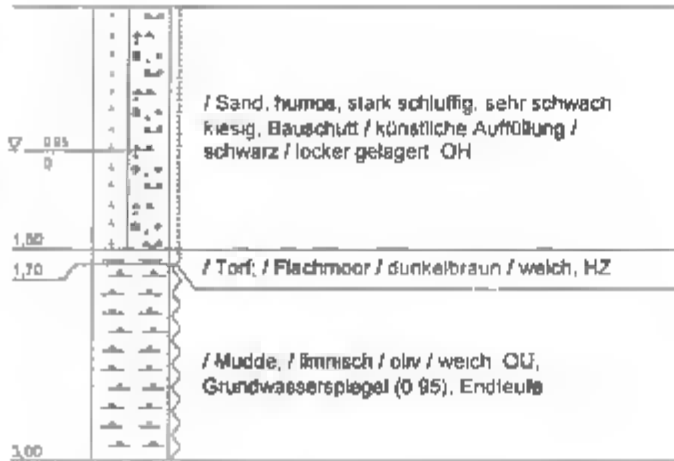 / Sand, humos, stark schluffig, sehr schwach
kiesig, Bauschutt / künstliche Auffüllung /
schwarz / locker gelagert OH
0.95
0
1,60
1,70
/ Torf, / Flachmoor / dunkelbraun / weich, HZ
/ Mudde, / limnisch / oliv / weich OU,
Grundwasserspiegel (0 95), Endteufe
3,00